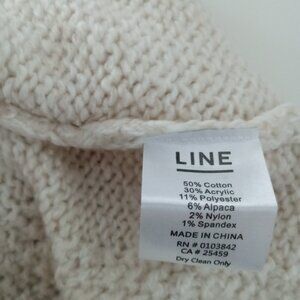 LINE
50% Cotton
30% Acrylic
11% Polyester
6% Alpaca
2% Nylon
1% Spandex
MADE IN CHINA
RN # 0103842
CA # 25459
Dry Clean Only